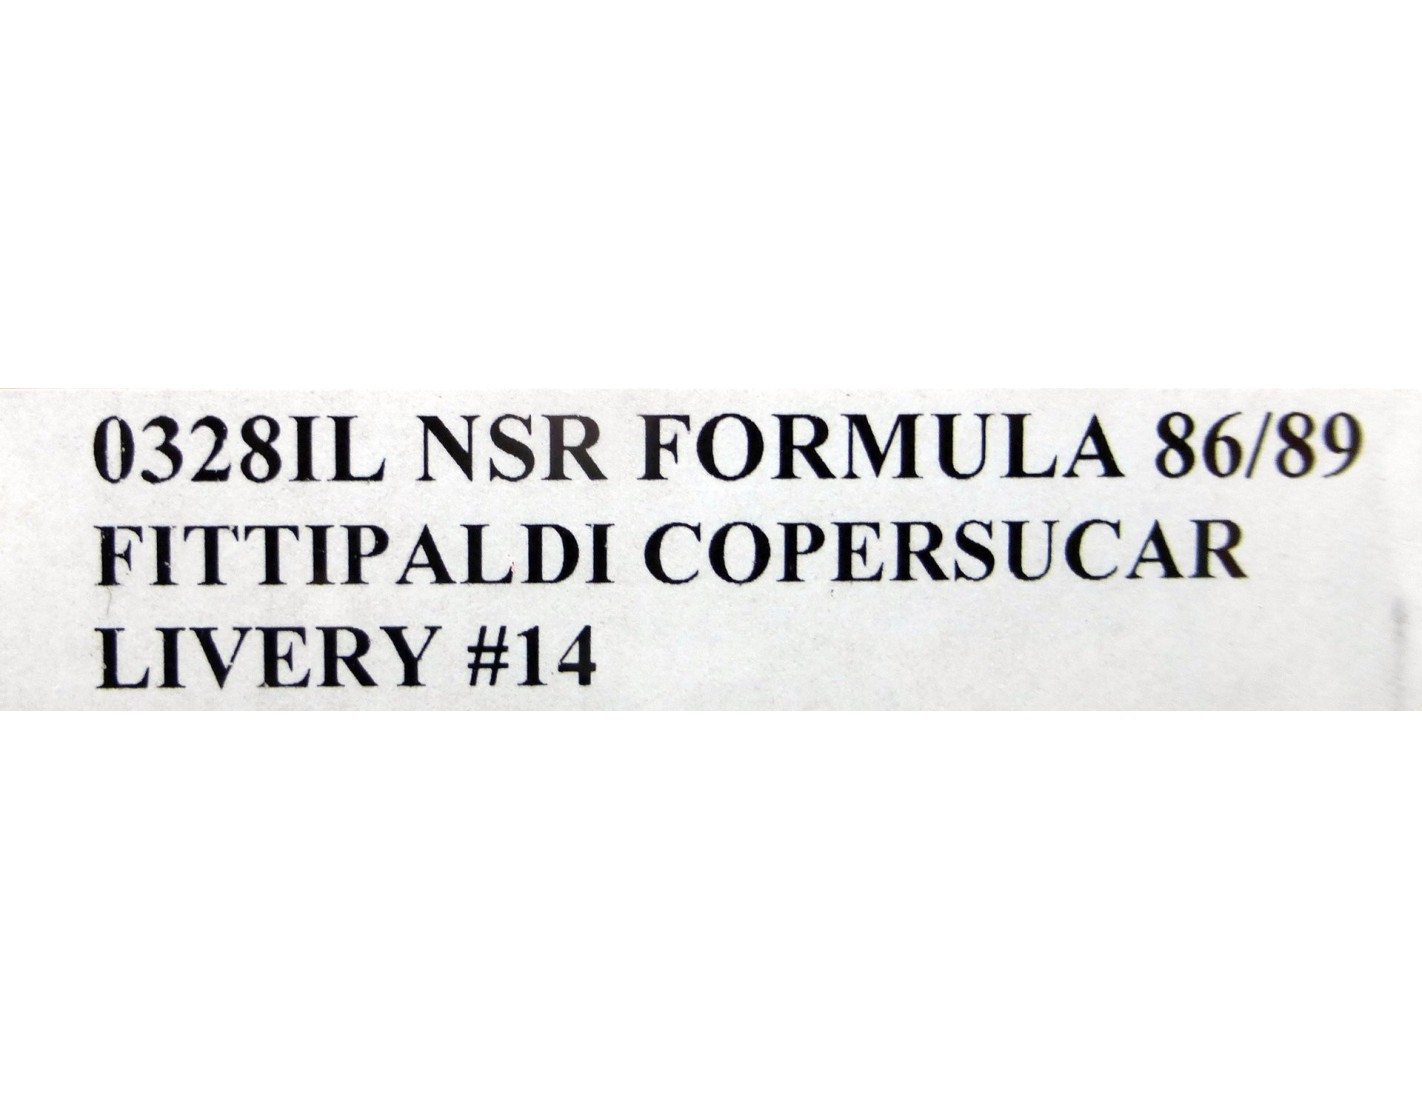 0328IL NSR FORMULA 86/89
FITTIPALDI COPERSUCAR
LIVERY #14